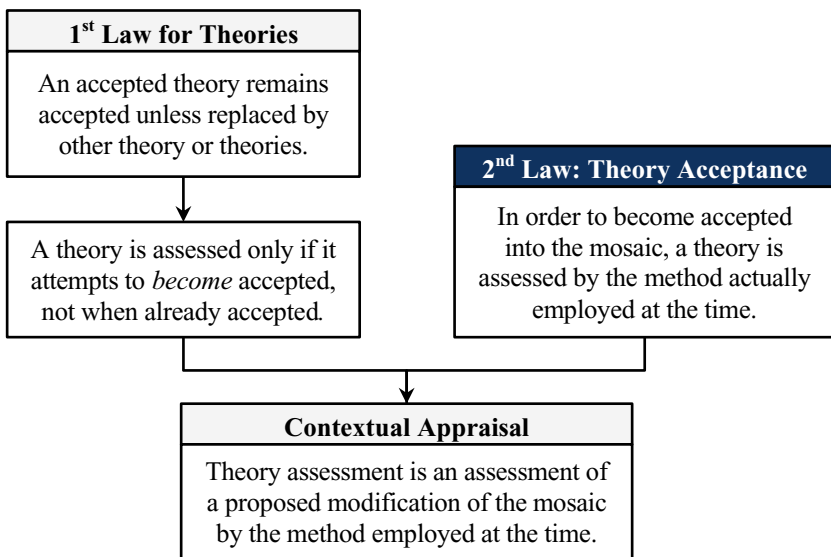 1st Law for Theories
An accepted theory remains
accepted unless replaced by
other theory or theories.
A theory is assessed only if it
attempts to become accepted,
not when already accepted.
2nd Law: Theory Acceptance
In order to become accepted
into the mosaic, a theory is
assessed by the method actually
employed at the time.
Contextual Appraisal
Theory assessment is an assessment of
a proposed modification of the mosaic
by the method employed at the time.